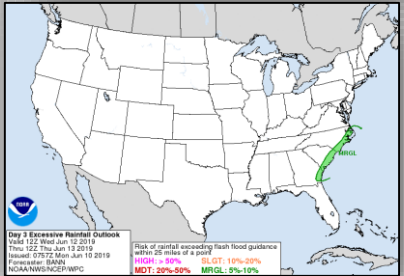 MRGL
NOAA
Day 3 Excessive Rainfall Outlook
Valid 12Z Wed Jun 12 2019
Thru 12Z Thu Jun 13 2019
Issued: 0757Z Mon Jun 10 2019
Forecaster: BANN
NOAA/NWS/NCEP/WPC
Risk of rainfall exceeding flash flood guidance
within 25 miles of a point
HIGH: > 50% SLGT: 10%-20%
MDT: 20%-50% MRGL: 5%-10%